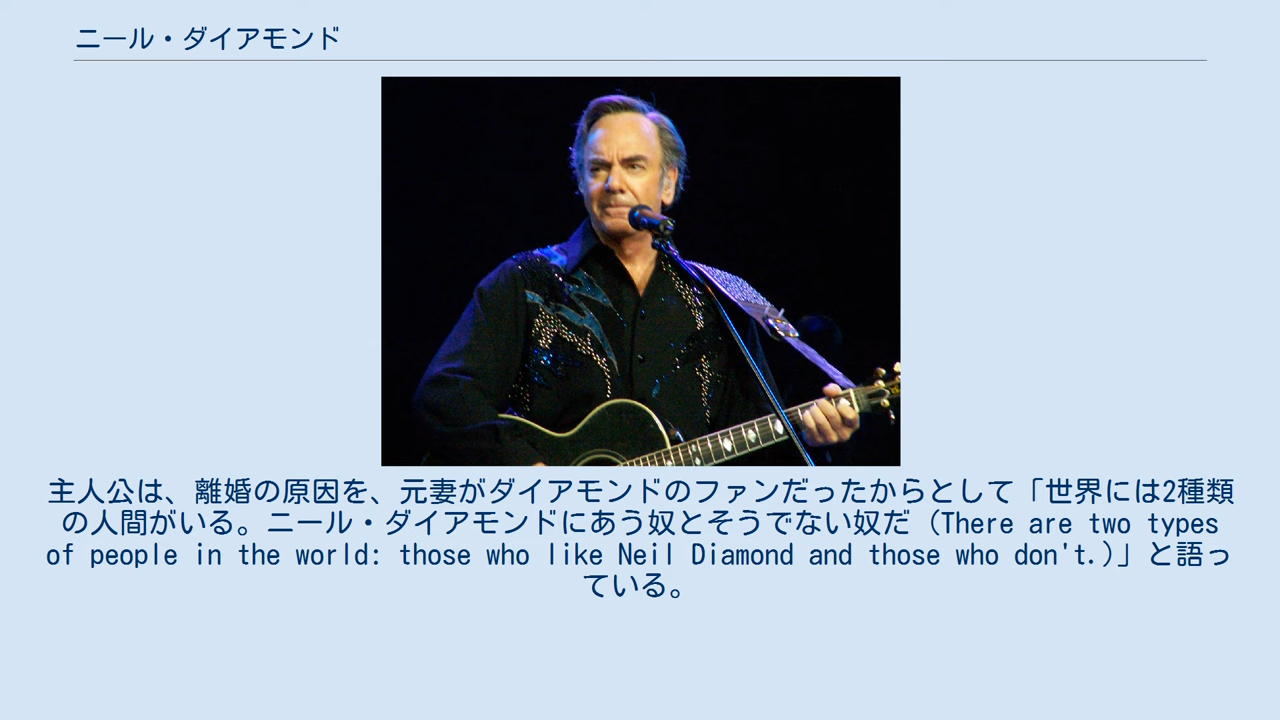 ニール・ダイアモンド
主人公は、離婚の原因を、元妻がダイアモンドのファンだったからとして「世界には2種類
の人間がいる。ニール・ダイアモンドにあう奴とそうでない奴だ（There are two types
of people in the world: those who like Neil Diamond and those who don't.)」と語っ
ている。